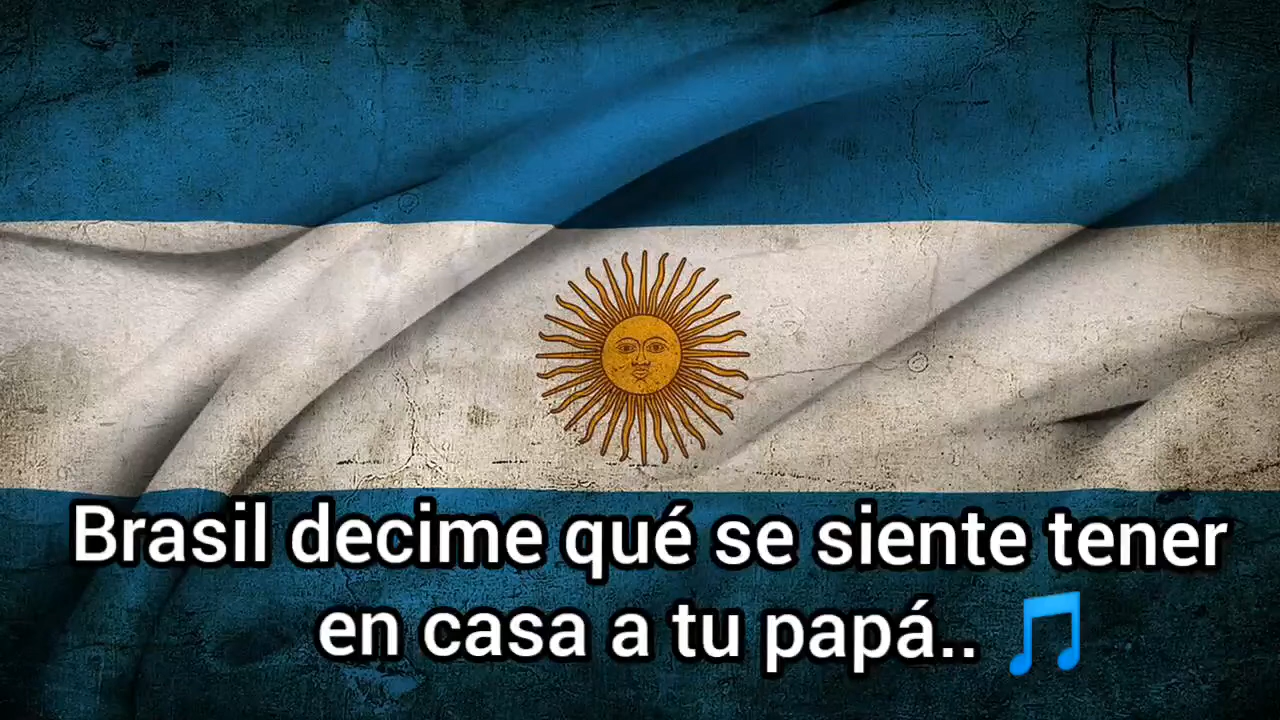 Brasil decime qué se siente tener
en casa a tu papá.. 🎵